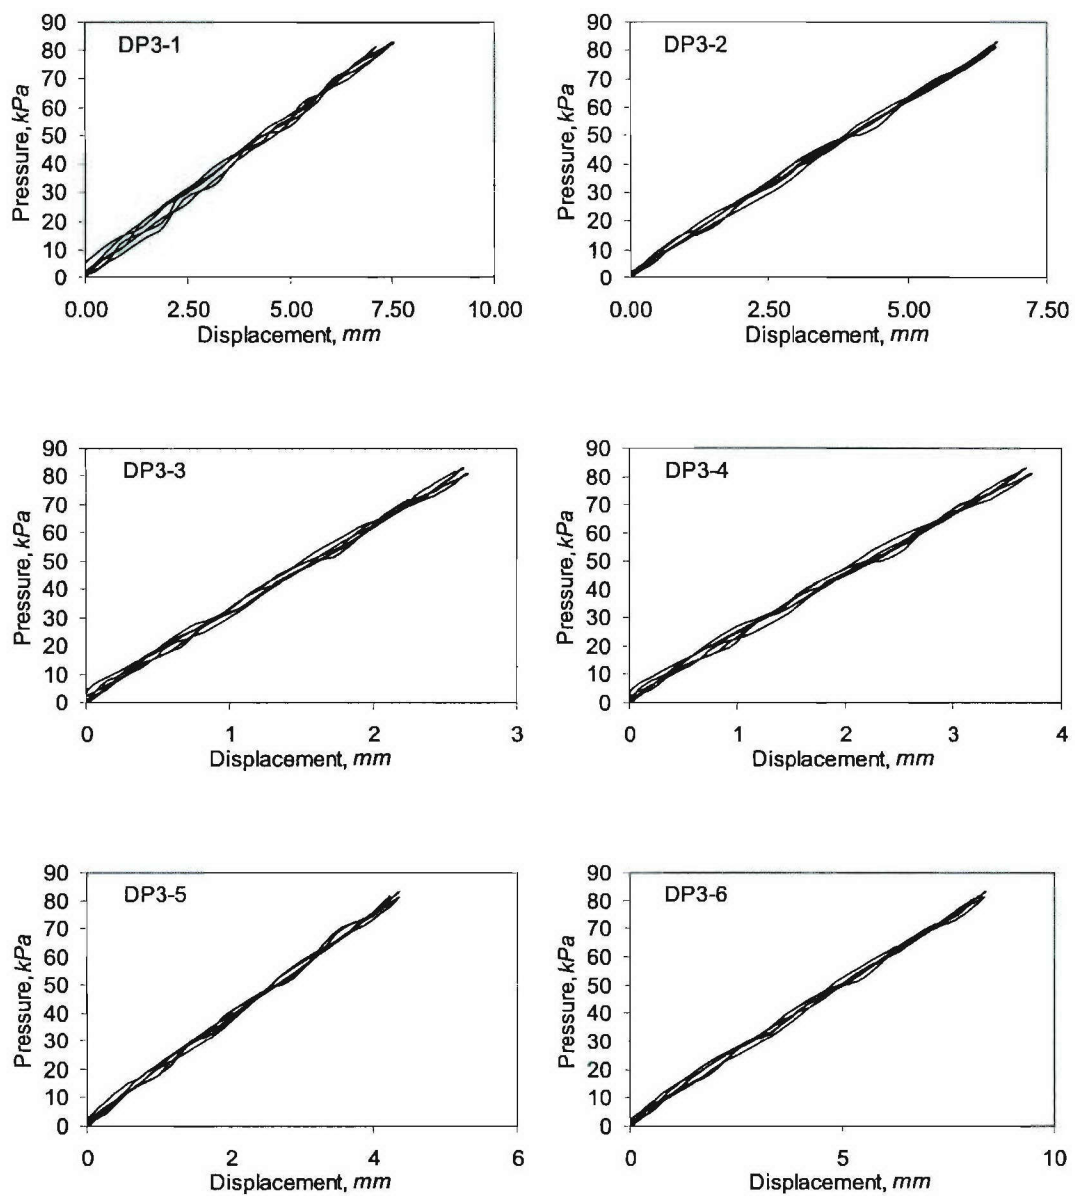 90
DP3-1
80
70
60
50
40
30
20
10
0
Pressure, kPa
0.00 2.50 5.00 7.50 10.00
Displacement, mm
90
DP3-2
80
70
60
50
40
30
20
10
0
Pressure, kPa
0.00 2.50 5.00 7.50
Displacement, mm
90
DP3-3
80
70
60
50
40
30
20
10
0
Pressure, kPa
0 1 2 3
Displacement, mm
90
DP3-4
80
70
60
50
40
30
20
10
0
Pressure, kPa
0 1 2 3 4
Displacement, mm
90
DP3-5
80
70
60
50
40
30
20
10
0
Pressure, kPa
0 2 4 6
Displacement, mm
90
DP3-6
80
70
60
50
40
30
20
10
0
Pressure, kPa
0 5 10
Displacement, mm